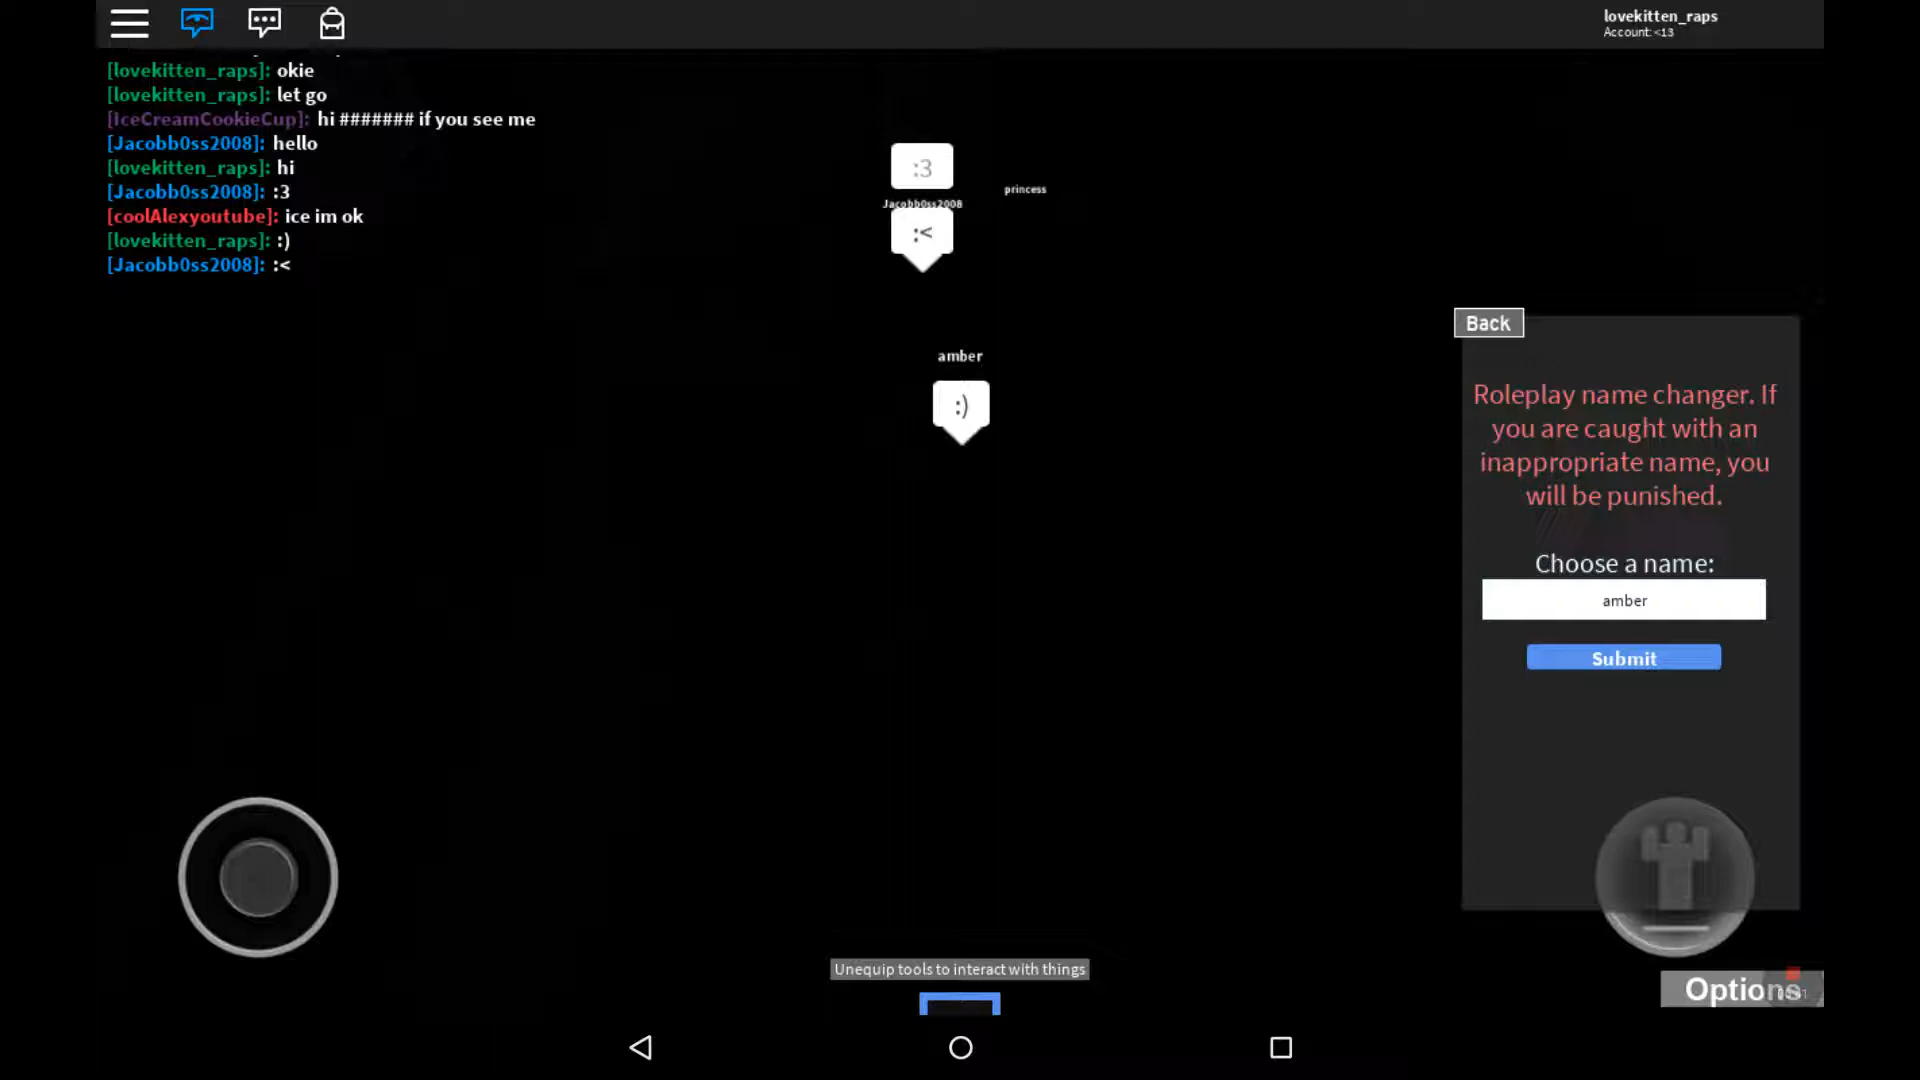 lovekitten_raps
Account: <13
[lovekitten_raps]: okie
[lovekitten_raps]: let go
[IceCreamCookieCup]: hi ####### if you see me
[Jacobb0ss2008]: hello
[lovekitten_raps]: hi
[Jacobb0ss2008]: :3
[coolAlexyoutube]: ice im ok
[lovekitten_raps]: :)
[Jacobb0ss2008]: :<
:3
princess
Jacobb0ss2008
:<
amber
:)
Back
Roleplay name changer. If
you are caught with an
inappropriate name, you
will be punished.
Choose a name:
amber
Submit
Unequip tools to interact with things
Options